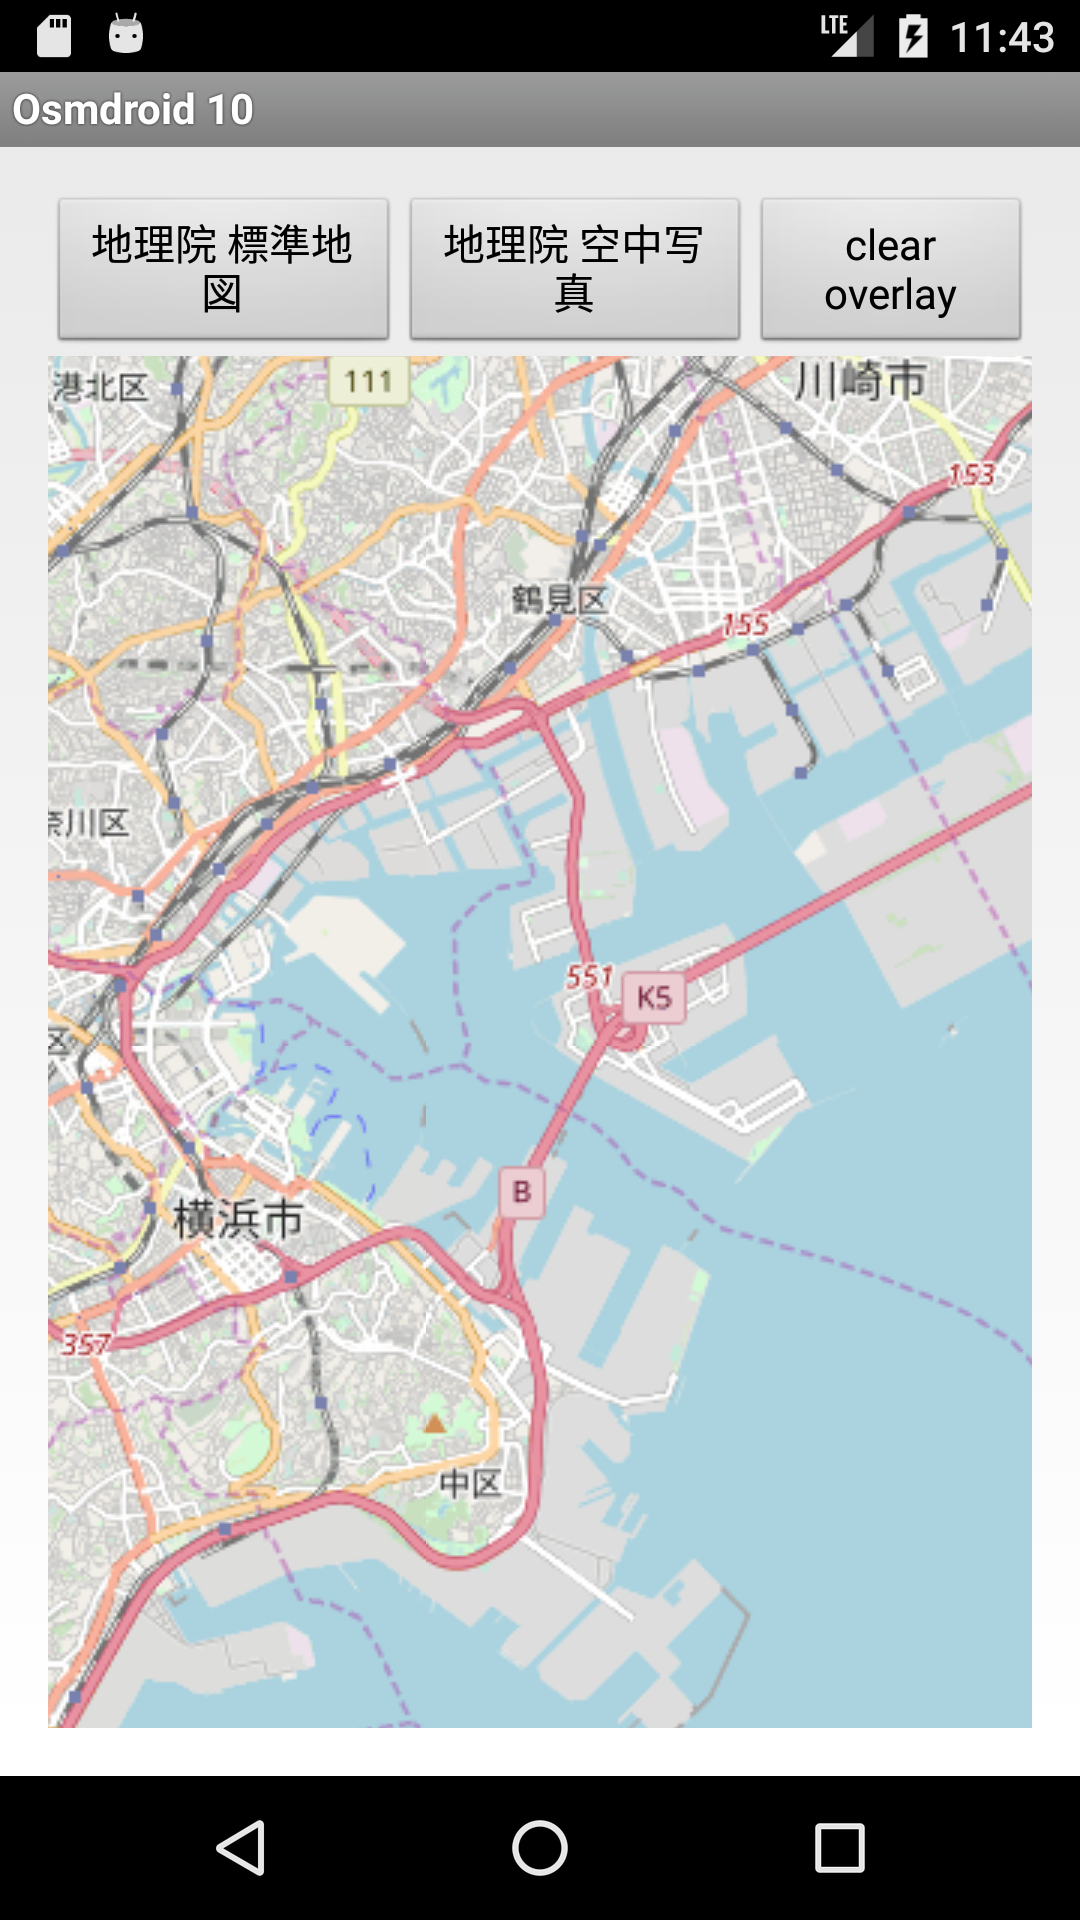 LTE 11:43
Osmdroid 10
地理院 標準地
図
地理院 空中写
真
clear
overlay
港北区
111
川崎市
153
鶴見区
155
奈川区
551
K5
区
B
横浜市
357
中区